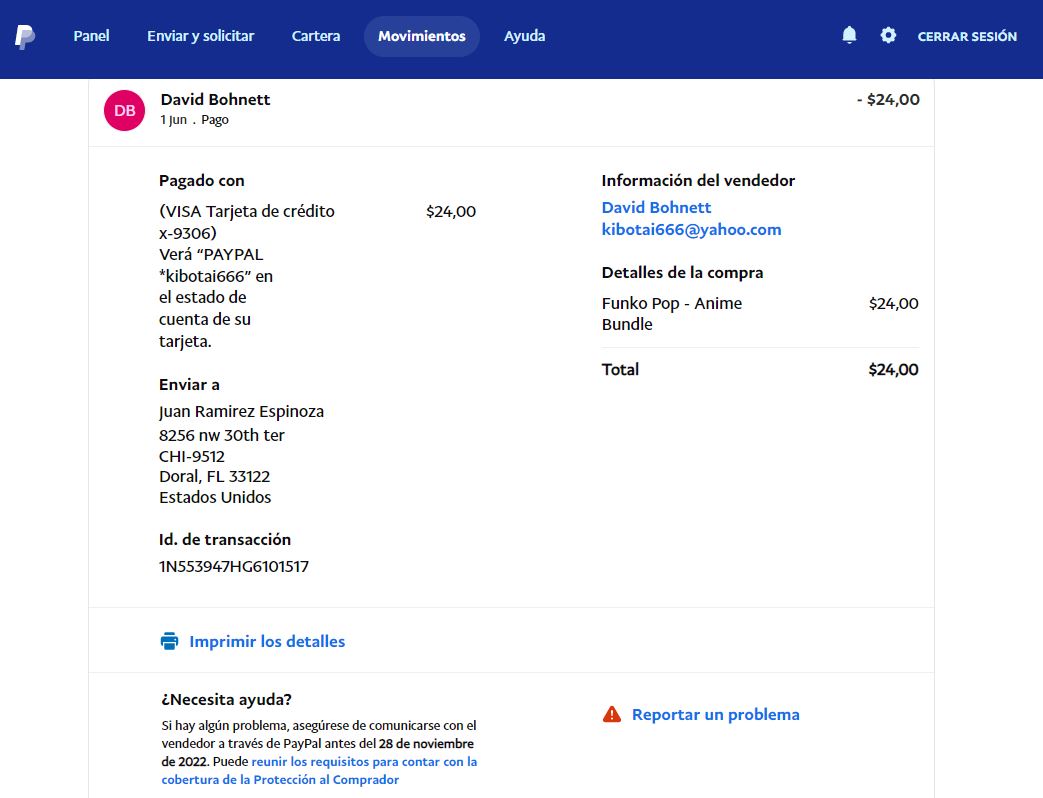 Panel
Enviar y solicitar
Cartera
Movimientos
Ayuda
CERRAR SESIÓN
DB
David Bohnett
- $24,00
1 jun . Pago
Pagado con
(VISA Tarjeta de crédito
$24,00
x-9306)
Verá “PAYPAL
*kibotai666” en
el estado de
cuenta de su
tarjeta.
Enviar a
Juan Ramirez Espinoza
8256 nw 30th ter
CHI-9512
Doral, FL 33122
Estados Unidos
Id. de transacción
1N553947HG6101517
Información del vendedor
David Bohnett
kibotai666@yahoo.com
Detalles de la compra
Funko Pop - Anime
$24,00
Bundle
Total
$24,00
Imprimir los detalles
¿Necesita ayuda?
Si hay algún problema, asegúrese de comunicarse con el
vendedor a través de PayPal antes del 28 de noviembre
de 2022. Puede reunir los requisitos para contar con la
cobertura de la Protección al Comprador
Reportar un problema